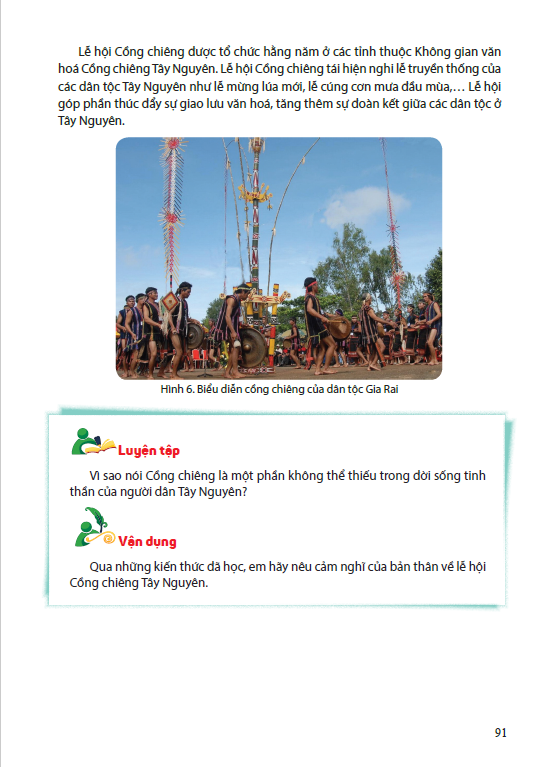 Lễ hội Cồng chiêng được tổ chức hằng năm ở các tỉnh thuộc Không gian văn
hoá Cồng chiêng Tây Nguyên. Lễ hội Cồng chiêng tái hiện nghi lễ truyền thống của
các dân tộc Tây Nguyên như lễ mừng lúa mới, lễ cúng cơn mưa đầu mùa,… Lễ hội
góp phần thúc đẩy sự giao lưu văn hoá, tăng thêm sự đoàn kết giữa các dân tộc ở
Tây Nguyên.
Hình 6. Biểu diễn cồng chiêng của dân tộc Gia Rai
Luyện tập
Vì sao nói Cồng chiêng là một phần không thể thiếu trong đời sống tinh
thần của người dân Tây Nguyên?
Vận dụng
Qua những kiến thức đã học, em hãy nêu cảm nghĩ của bản thân về lễ hội
Cồng chiêng Tây Nguyên.
91